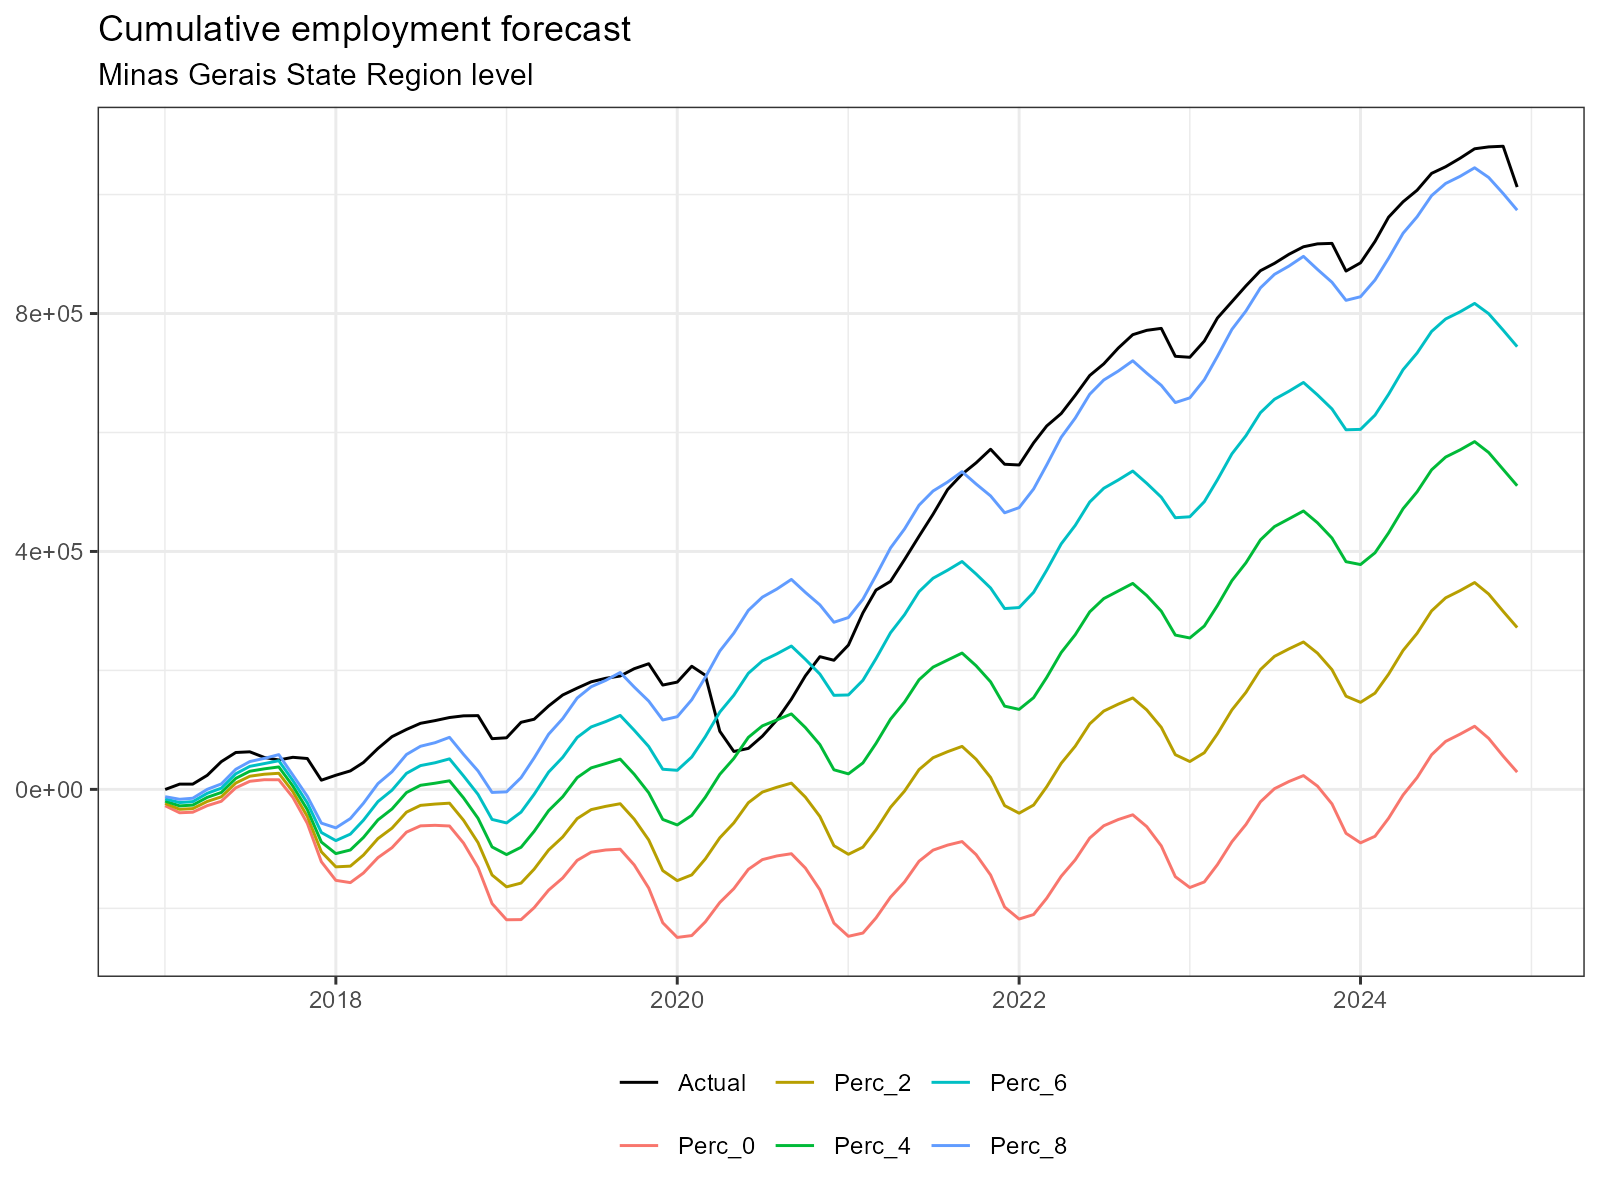 Cumulative employment forecast
Minas Gerais State Region level
8e+05
4e+05
0e+00
2018 2020 2022 2024
Actual Perc_2 Perc_6
Perc_0 Perc_4 Perc_8